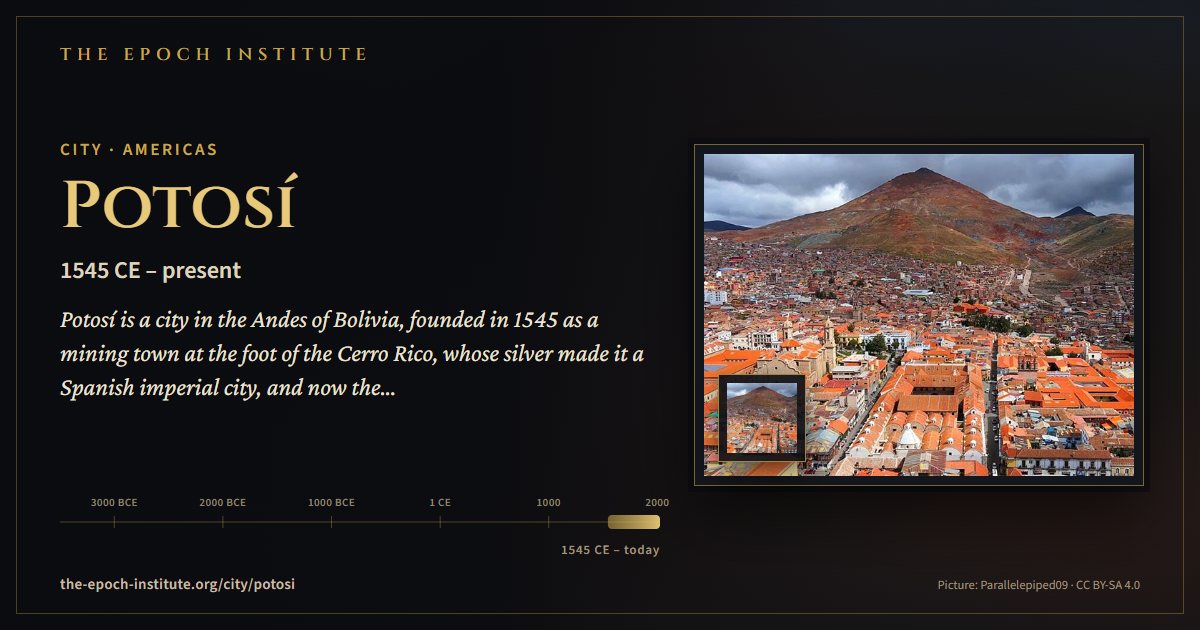 THE EPOCH INSTITUTE
CITY · AMERICAS
Potosí
1545 CE – present
Potosí is a city in the Andes of Bolivia, founded in 1545 as a
mining town at the foot of the Cerro Rico, whose silver made it a
Spanish imperial city, and now the...
3000 BCE 2000 BCE 1000 BCE 1 CE 1000 2000
1545 CE – today
the-epoch-institute.org/city/potosi
Picture: Parallelepiped09 · CC BY-SA 4.0